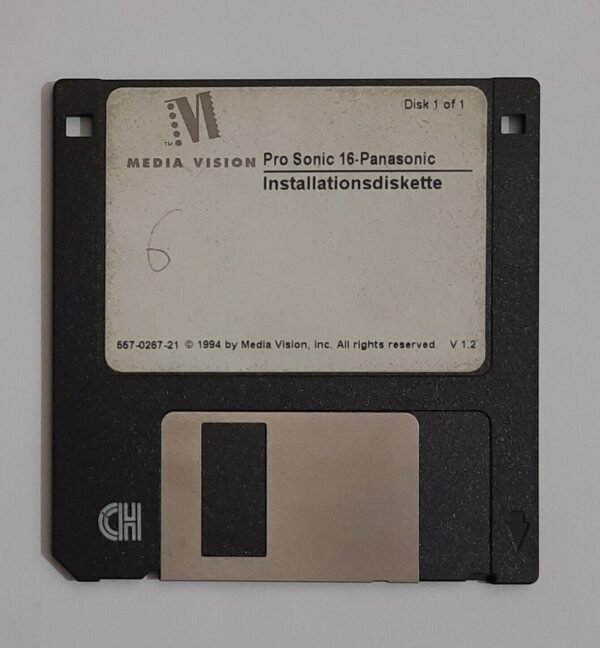 Disk 1 of 1
M
TM
MEDIA VISION
Pro Sonic 16-Panasonic
Installationsdiskette
6
557-0267-21 © 1994 by Media Vision, Inc. All rights reserved. V 1.2
CH